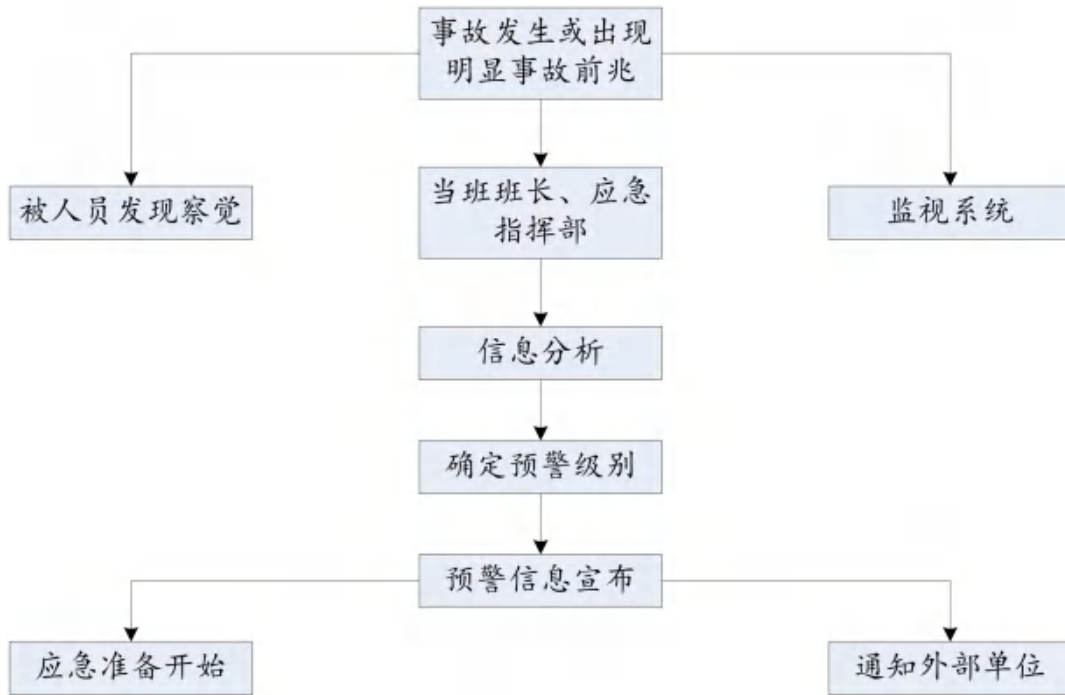 事故发生或出现
明显事故前兆
被人员发现察觉
当班班长、应急
指挥部
监视系统
信息分析
确定预警级别
预警信息宣布
应急准备开始
通知外部单位